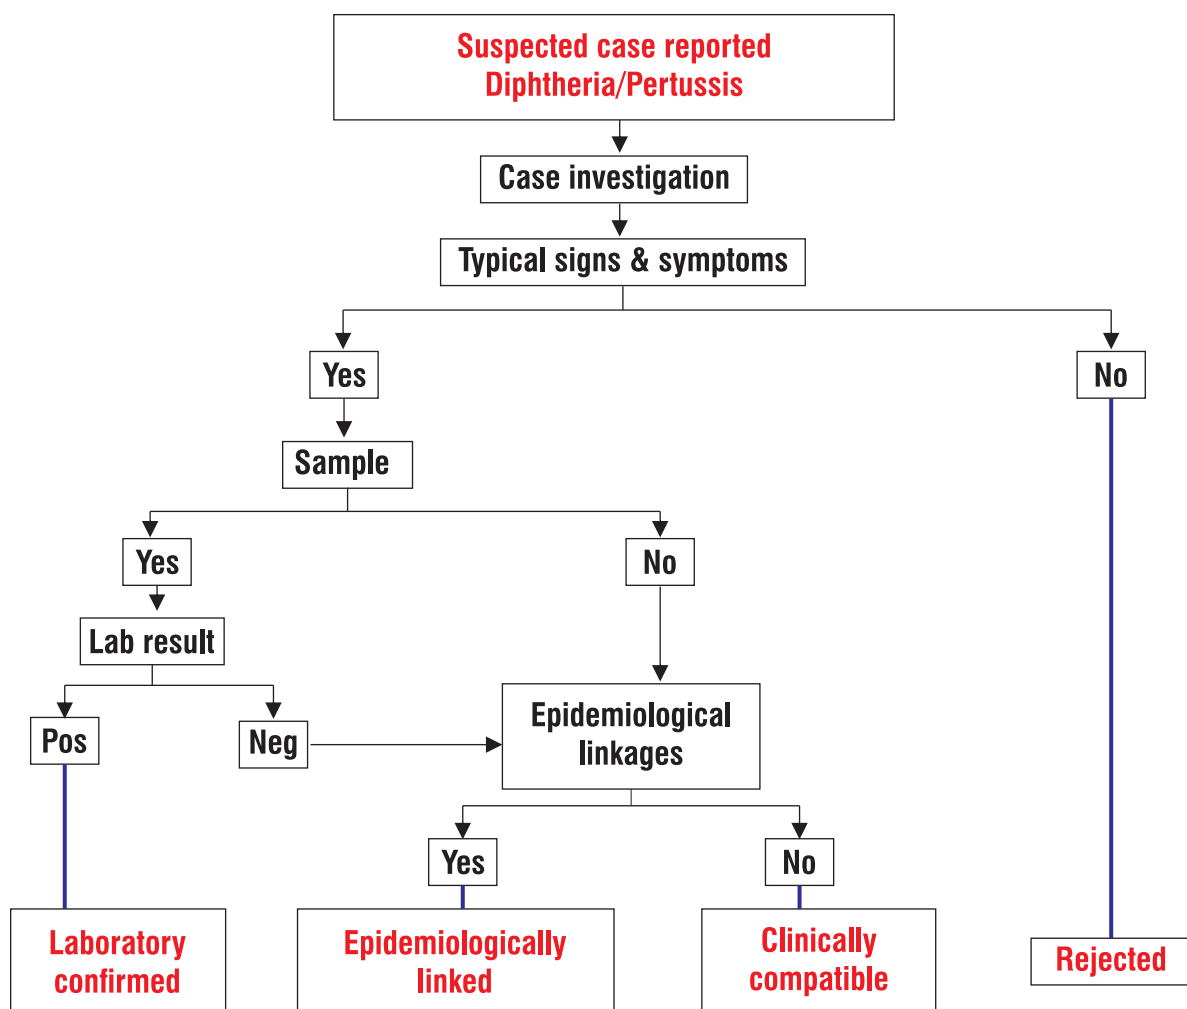 Suspected case reported
Diphtheria/Pertussis
Case investigation
Typical signs & symptoms
Yes
No
Sample
Yes
No
Lab result
Pos
Neg
Epidemiological
linkages
Yes
No
Laboratory
confirmed
Epidemiologically
linked
Clinically
compatible
Rejected